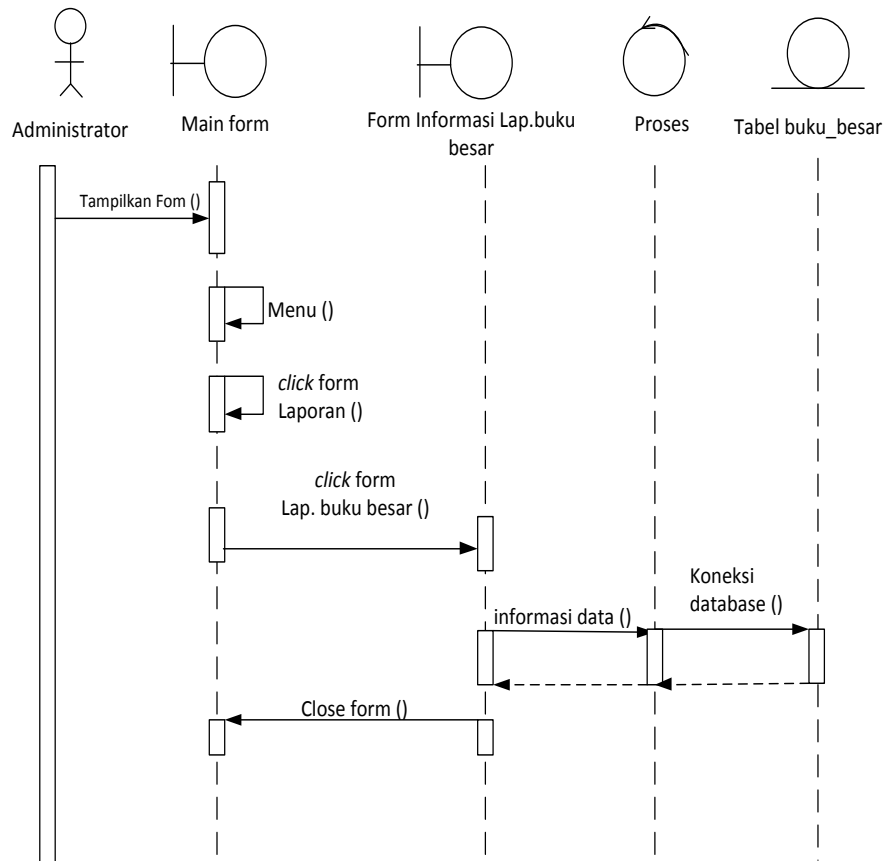 Administrator
Main form
Form Informasi Lap.buku
besar
Proses
Tabel buku_besar
Tampilkan Fom ()
Menu ()
click form
Laporan ()
click form
Lap. buku besar ()
informasi data ()
Koneksi
database ()
Close form ()